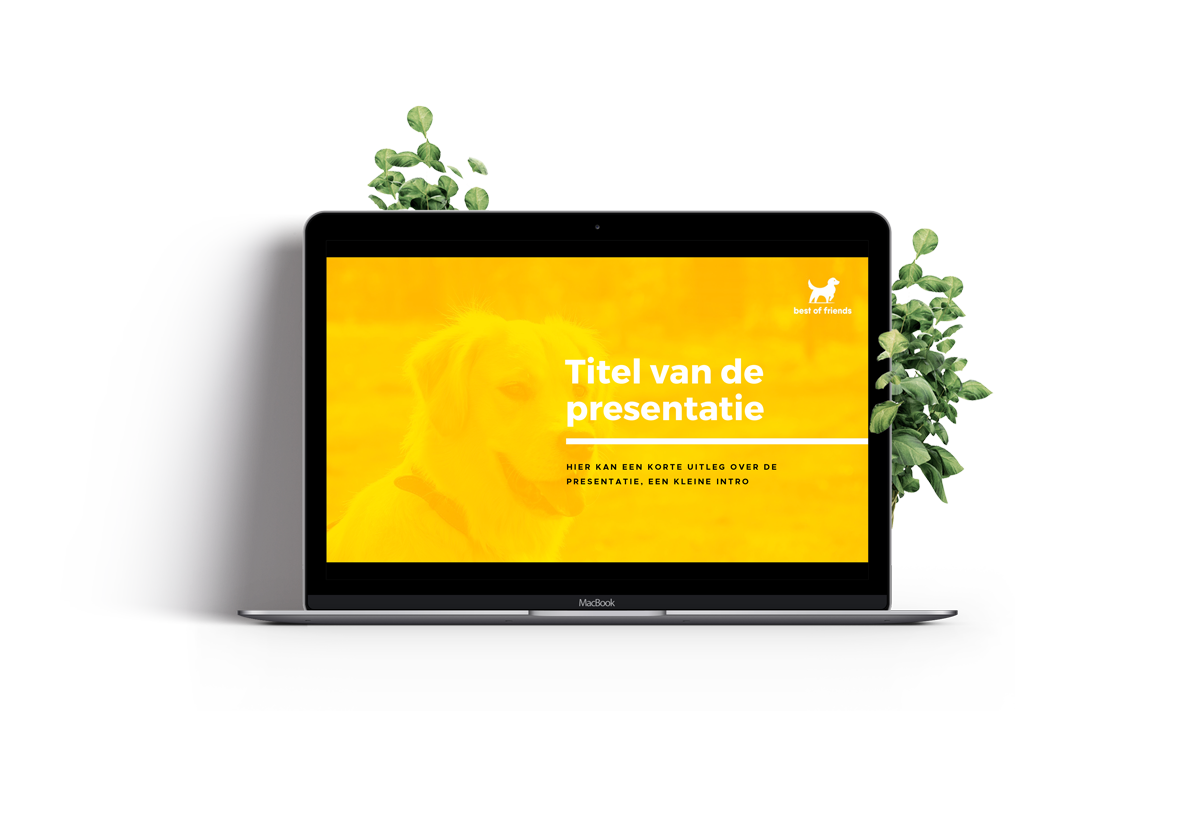 best of friends
Titel van de
presentatie
HIER KAN EEN KORTE UITLEG OVER DE
PRESENTATIE, EEN KLEINE INTRO
MacBook